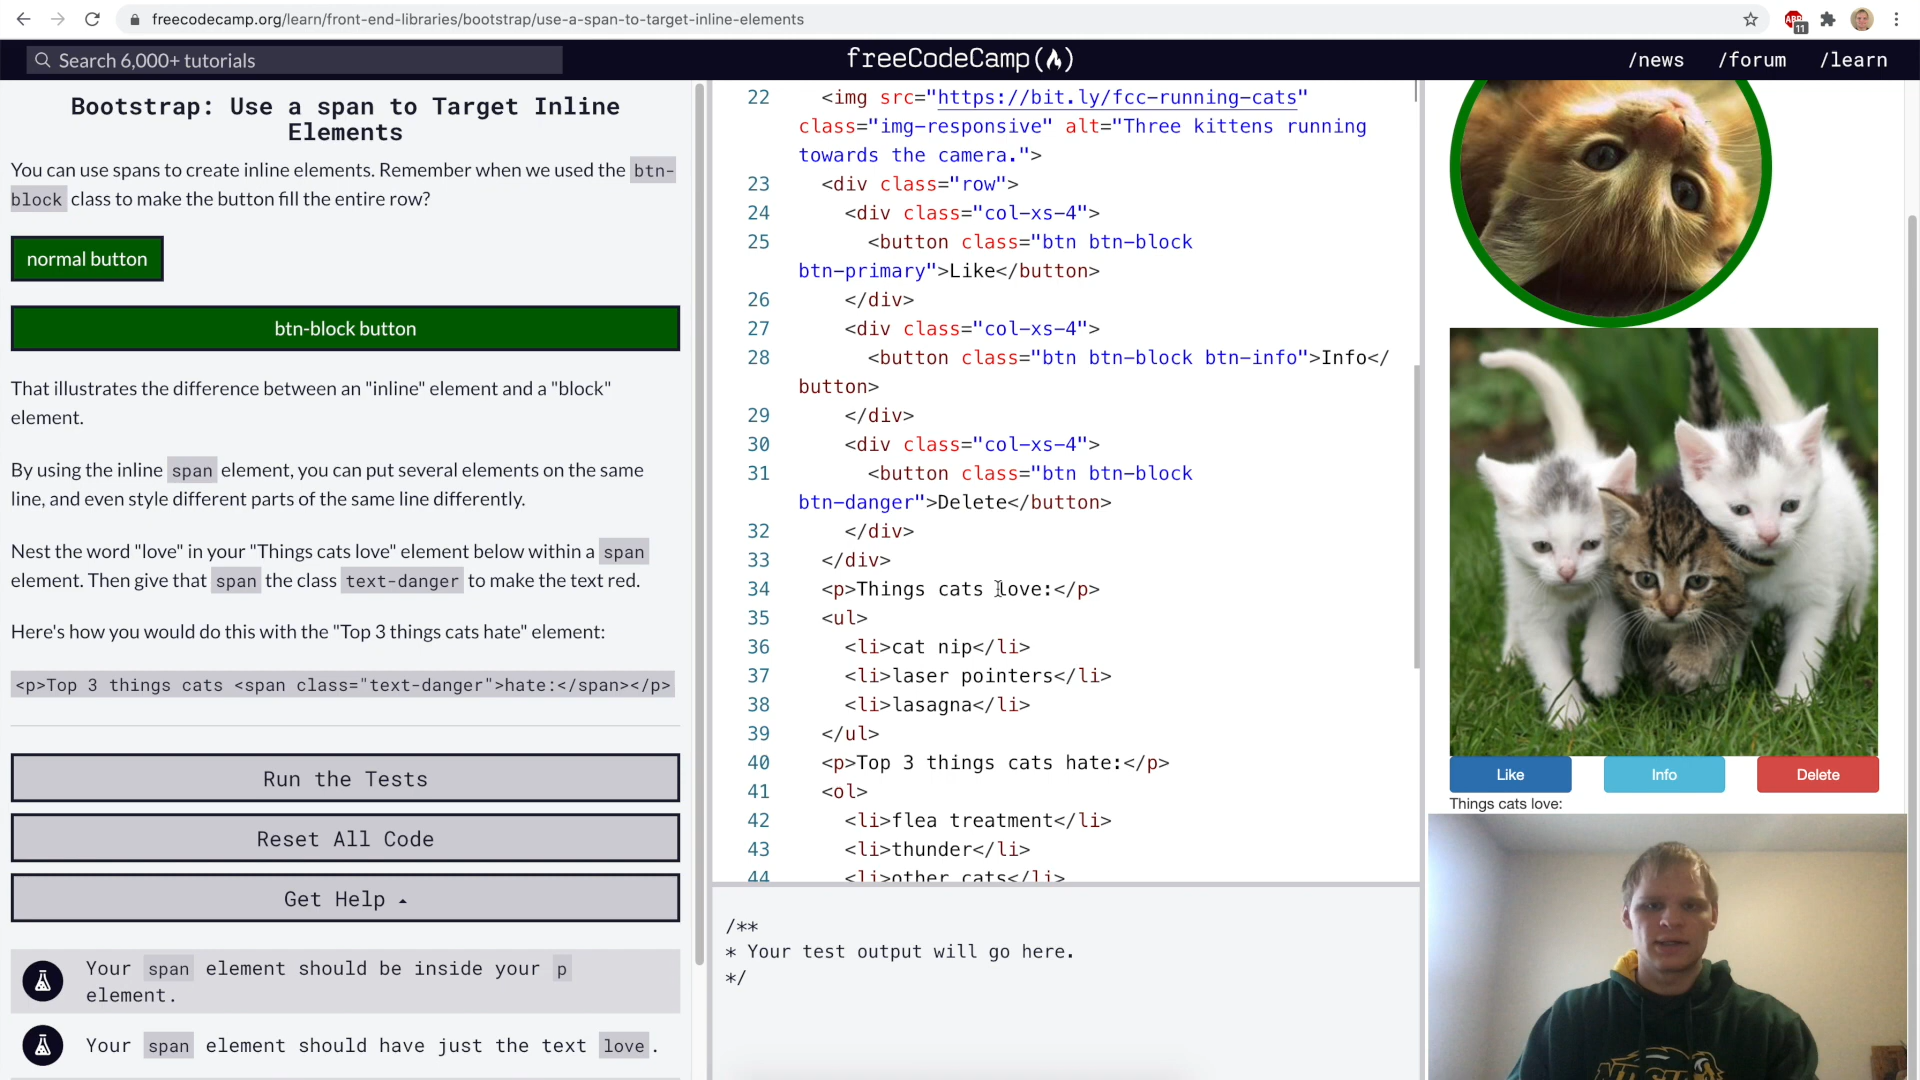 freecodecamp.org/learn/front-end-libraries/bootstrap/use-a-span-to-target-inline-elements
ABP
11
Search 6,000+ tutorials
freeCodeCamp
/news
/forum
/learn
Bootstrap: Use a span to Target Inline
Elements
You can use spans to create inline elements. Remember when we used the btn-
block class to make the button fill the entire row?
normal button
btn-block button
That illustrates the difference between an "inline" element and a "block"
element.
By using the inline span element, you can put several elements on the same
line, and even style different parts of the same line differently.
Nest the word "love" in your "Things cats love" element below within a span
element. Then give that span the class text-danger to make the text red.
Here's how you would do this with the "Top 3 things cats hate" element:
<p>Top 3 things cats <span class="text-danger">hate:</span></p>
Run the Tests
Reset All Code
Get Help
Your span element should be inside your p
element.
Your span element should have just the text love.
22 <img src="https://bit.ly/fcc-running-cats"
class="img-responsive" alt="Three kittens running
towards the camera.">
23 <div class="row">
24 <div class="col-xs-4">
25 <button class="btn btn-block
btn-primary">Like</button>
26 </div>
27 <div class="col-xs-4">
28 <button class="btn btn-block btn-info">Info</
button>
29 </div>
30 <div class="col-xs-4">
31 <button class="btn btn-block
btn-danger">Delete</button>
32 </div>
33 </div>
34 <p>Things cats love:</p>
35 <ul>
36 <li>cat nip</li>
37 <li>laser pointers</li>
38 <li>lasagna</li>
39 </ul>
40 <p>Top 3 things cats hate:</p>
41 <ol>
42 <li>flea treatment</li>
43 <li>thunder</li>
44 <li>other cats</li>
/**
* Your test output will go here.
*/
Like
Info
Delete
Things cats love: